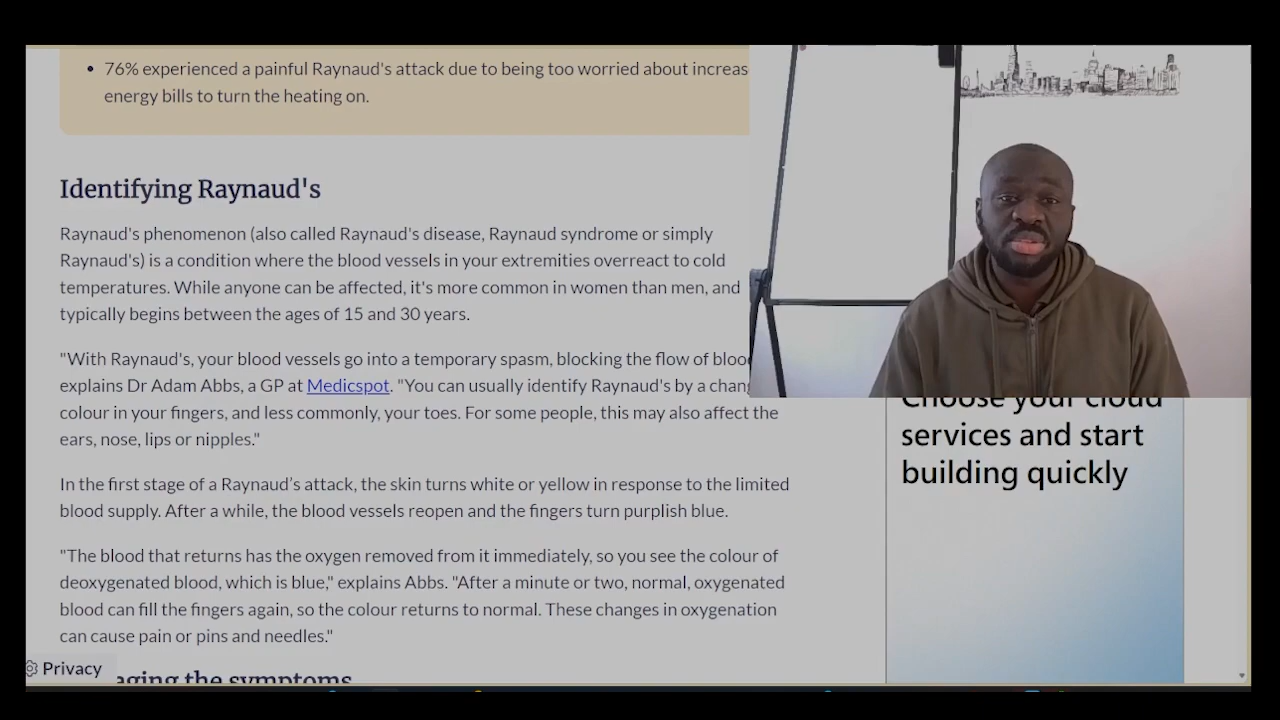 • 76% experienced a painful Raynaud's attack due to being too worried about increas
energy bills to turn the heating on.
Identifying Raynaud's
Raynaud's phenomenon (also called Raynaud's disease, Raynaud syndrome or simply
Raynaud's) is a condition where the blood vessels in your extremities overreact to cold
temperatures. While anyone can be affected, it's more common in women than men, and
typically begins between the ages of 15 and 30 years.
"With Raynaud's, your blood vessels go into a temporary spasm, blocking the flow of blood
explains Dr Adam Abbs, a GP at Medicspot. "You can usually identify Raynaud's by a chang
colour in your fingers, and less commonly, your toes. For some people, this may also affect the
ears, nose, lips or nipples."
In the first stage of a Raynaud’s attack, the skin turns white or yellow in response to the limited
blood supply. After a while, the blood vessels reopen and the fingers turn purplish blue.
"The blood that returns has the oxygen removed from it immediately, so you see the colour of
deoxygenated blood, which is blue," explains Abbs. "After a minute or two, normal, oxygenated
blood can fill the fingers again, so the colour returns to normal. These changes in oxygenation
can cause pain or pins and needles."
aging the symptoms
Privacy
Choose your cloud
services and start
building quickly